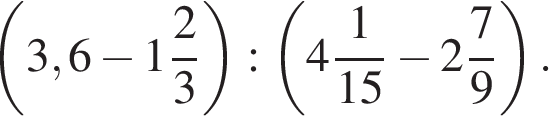 (3,6 − 1 2/3) : (4 1/15 − 2 7/9).